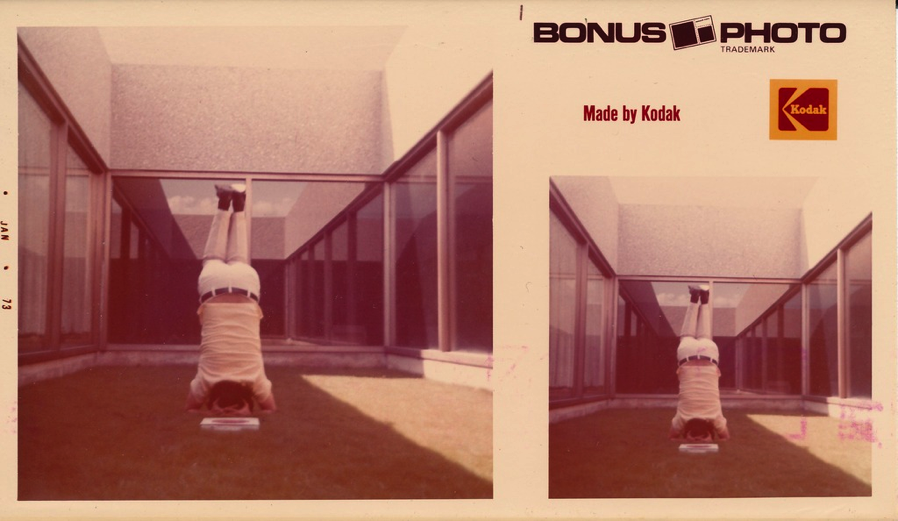 BONUS PHOTO
TRADEMARK
Made by Kodak
Kodak
• JAN • 73